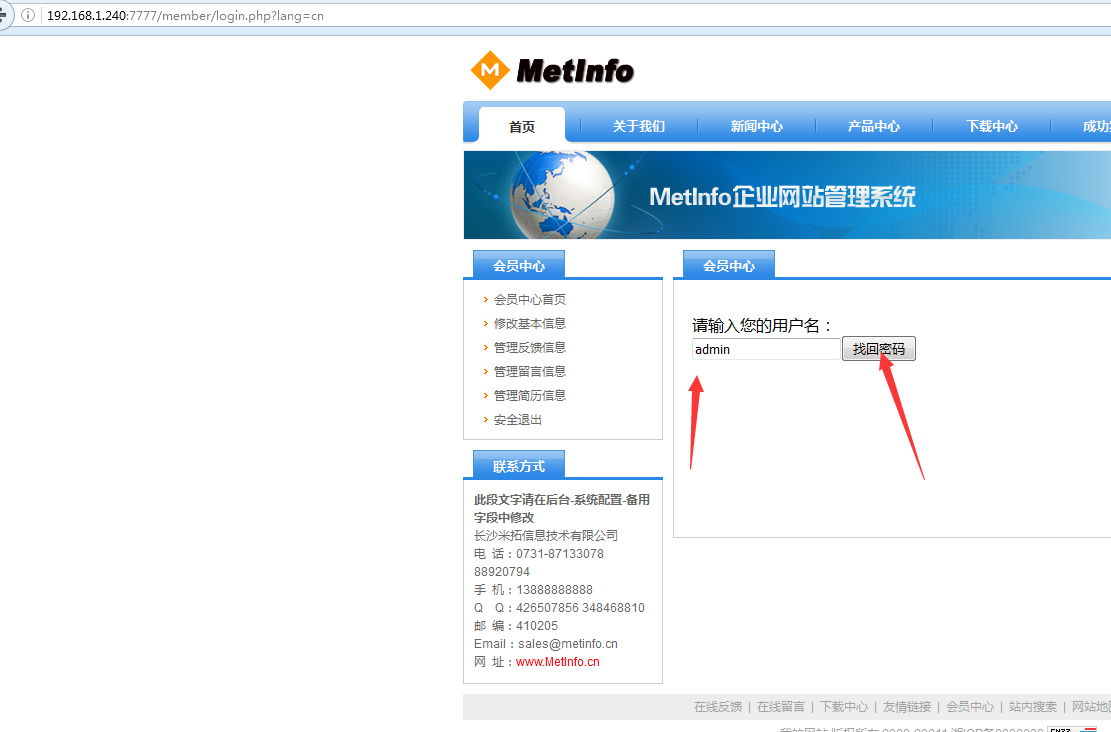 192.168.1.240:7777/member/login.php?lang=cn
M MetInfo
首页 关于我们 新闻中心 产品中心 下载中心 成功
MetInfo企业网站管理系统
会员中心
会员中心首页
修改基本信息
管理反馈信息
管理留言信息
管理简历信息
安全退出
会员中心
请输入您的用户名：
admin 找回密码
联系方式
此段文字请在后台-系统配置-备用
字段中修改
长沙米拓信息技术有限公司
电 话：0731-87133078
88920794
手 机：13888888888
Q Q：426507856 348468810
邮 编：410205
Email：sales@metinfo.cn
网 址：www.MetInfo.cn
在线反馈 | 在线留言 | 下载中心 | 友情链接 | 会员中心 | 站内搜索 | 网站地